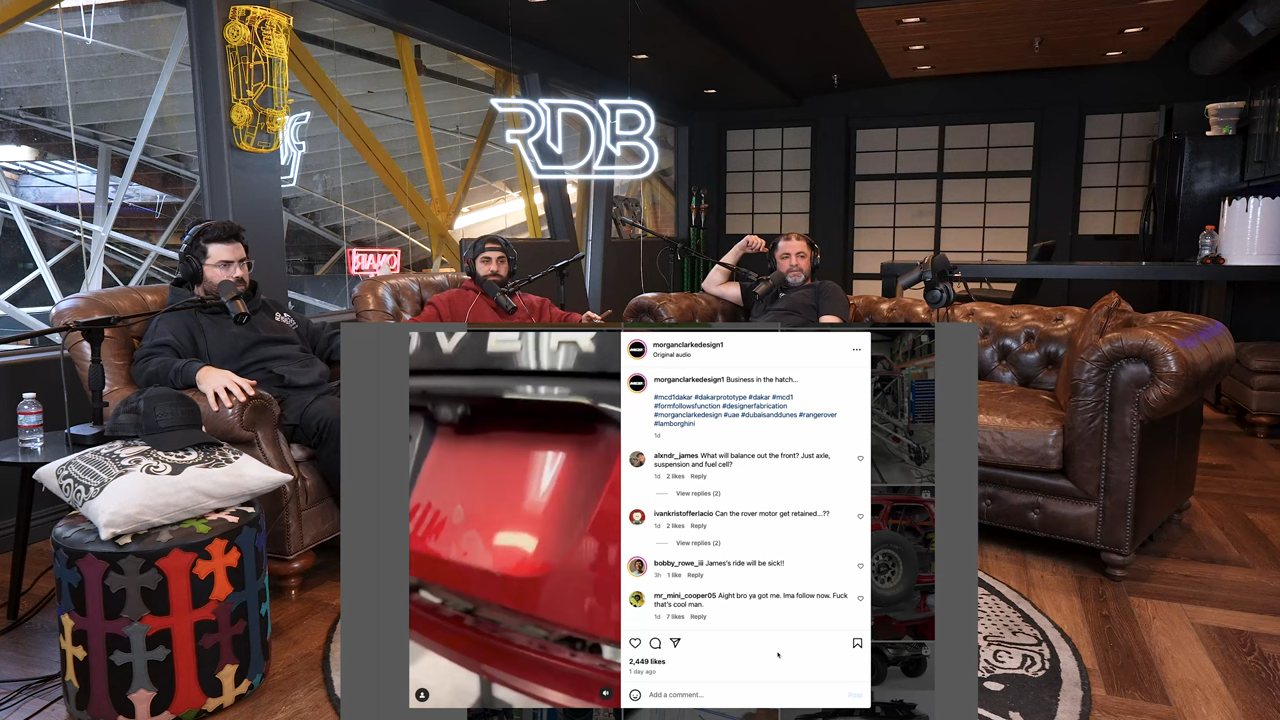 RDB
OVER
morganclarkedesign1
Original audio
morganclarkedesign1 Business in the hatch...
#mcd1dakar #dakarprototype #dakar #mcd1
#formfollowsfunction #designerfabrication
#morganclarkedesign #uae #dubaisanddunes #rangerover
#lamborghini
1d
alxndr_james What will balance out the front? Just axle,
suspension and fuel cell?
1d 2 likes Reply
View replies (2)
ivankristofferlacio Can the rover motor get retained...??
1d 2 likes Reply
View replies (2)
bobby_rowe_iii James's ride will be sick!!
3h 1 like Reply
mr_mini_cooper05 Aight bro ya got me. Ima follow now. Fuck
that's cool man.
1d 7 likes Reply
2,449 likes
1 day ago
Add a comment...
Post